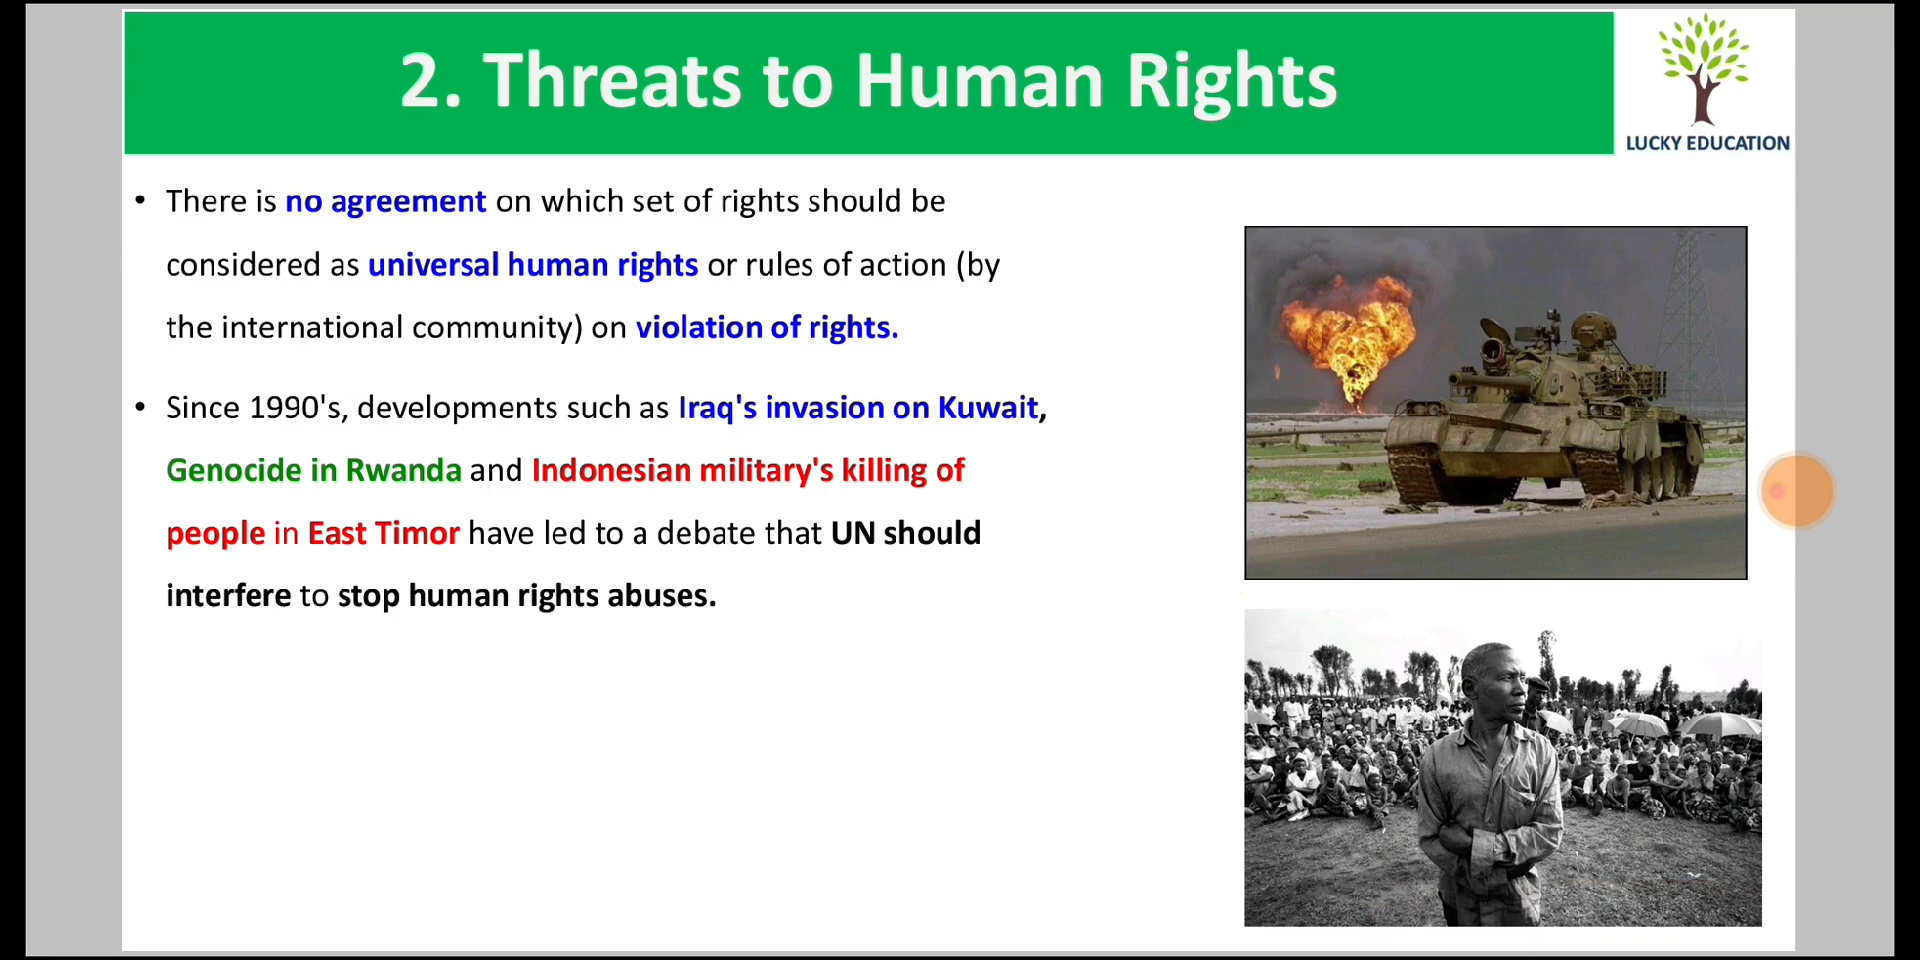 2. Threats to Human Rights
LUCKY EDUCATION
• There is no agreement on which set of rights should be
considered as universal human rights or rules of action (by
the international community) on violation of rights.
• Since 1990's, developments such as Iraq's invasion on Kuwait,
Genocide in Rwanda and Indonesian military's killing of
people in East Timor have led to a debate that UN should
interfere to stop human rights abuses.